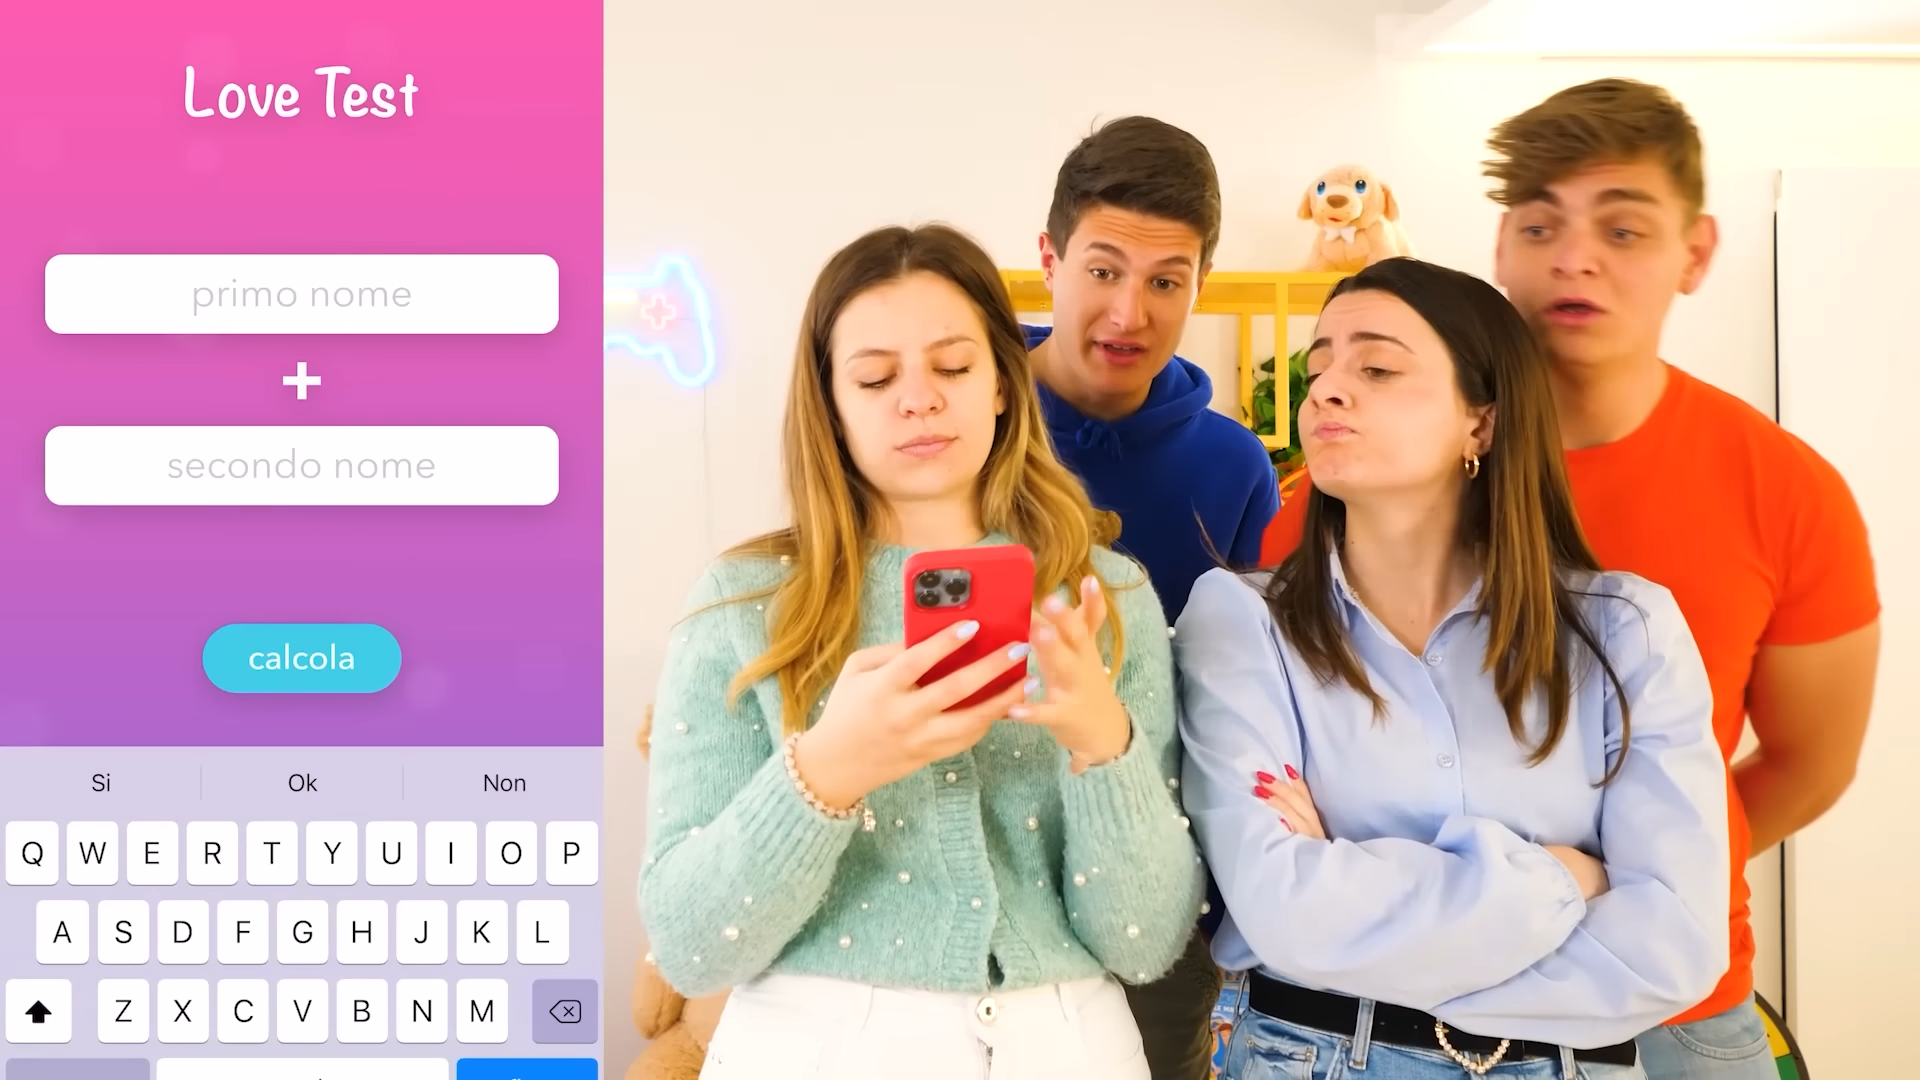 Love Test
primo nome
+
secondo nome
calcola
Si Ok Non
Q W E R T Y U I O P
A S D F G H J K L
Z X C V B N M